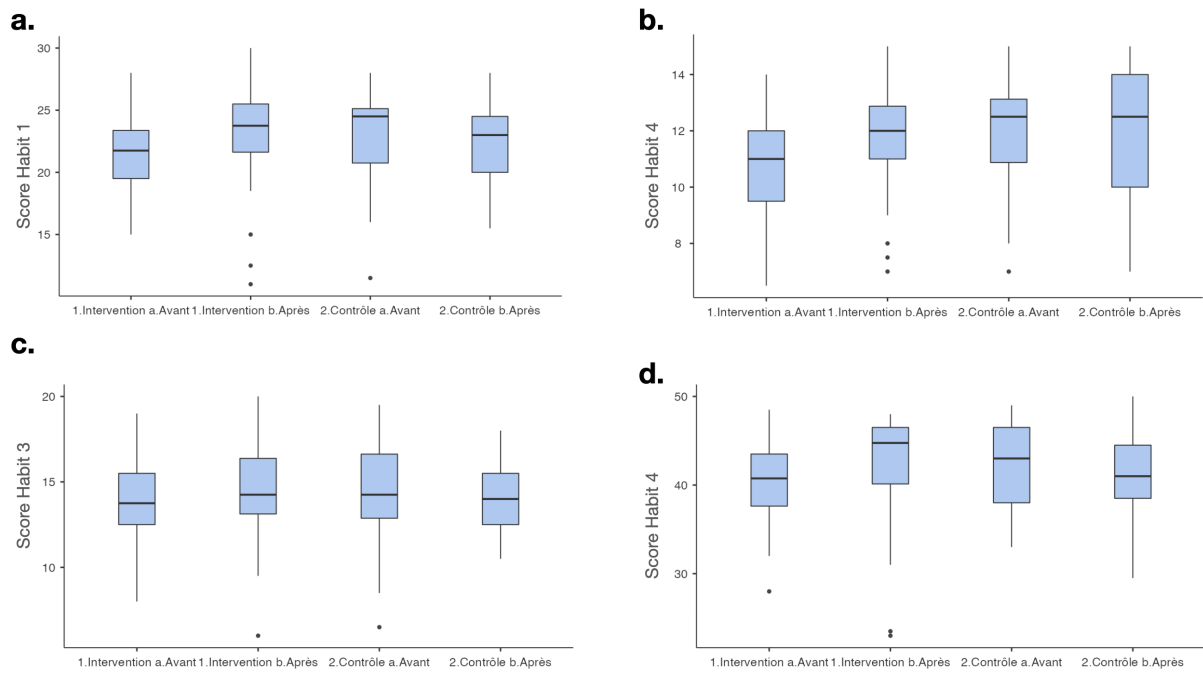 a.
Score Habit 1
30
25
20
15
1.Intervention a.Avant 1.Intervention b.Après 2.Contrôle a.Avant 2.Contrôle b.Après
b.
Score Habit 4
14
12
10
8
1.Intervention a.Avant 1.Intervention b.Après 2.Contrôle a.Avant 2.Contrôle b.Après
c.
Score Habit 3
20
15
10
1.Intervention a.Avant 1.Intervention b.Après 2.Contrôle a.Avant 2.Contrôle b.Après
d.
Score Habit 4
50
40
30
1.Intervention a.Avant 1.Intervention b.Après 2.Contrôle a.Avant 2.Contrôle b.Après